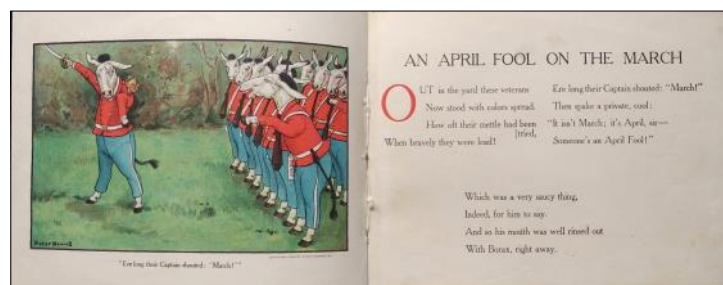 Peter Newell
"Ere long their Captain shouted: "March!""
AN APRIL FOOL ON THE MARCH
OUT in the yard these veterans
Now stood with colors spread.
How oft their mettle had been
[tried,
When bravely they were lead!
Ere long their Captain shouted: "March!"
Then spake a private, cool:
"It isn't March; it's April, sir—
Someone's an April Fool!"
Which was a very saucy thing,
Indeed, for him to say.
And so his mouth was well rinsed out
With Borax, right away.